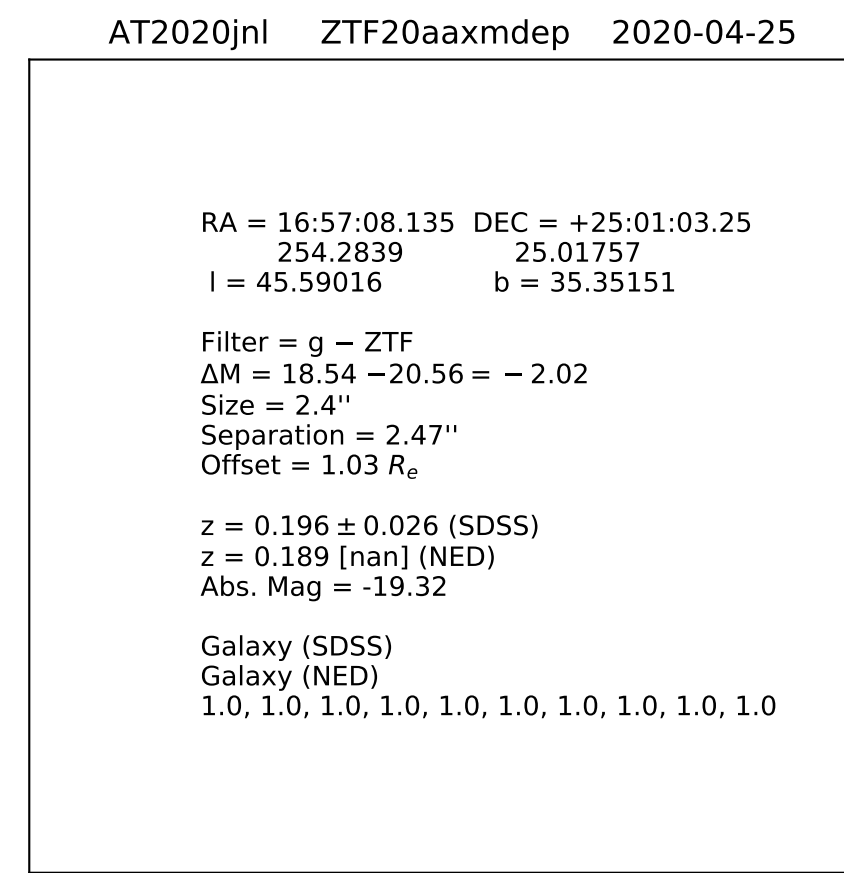 AT2020jnl ZTF20aaxmdep 2020-04-25
RA = 16:57:08.135 DEC = +25:01:03.25
254.2839 25.01757
l = 45.59016 b = 35.35151
Filter = g − ZTF
ΔM = 18.54 −20.56 = − 2.02
Size = 2.4''
Separation = 2.47''
Offset = 1.03 Rₑ
z = 0.196 ± 0.026 (SDSS)
z = 0.189 [nan] (NED)
Abs. Mag = -19.32
Galaxy (SDSS)
Galaxy (NED)
1.0, 1.0, 1.0, 1.0, 1.0, 1.0, 1.0, 1.0, 1.0, 1.0